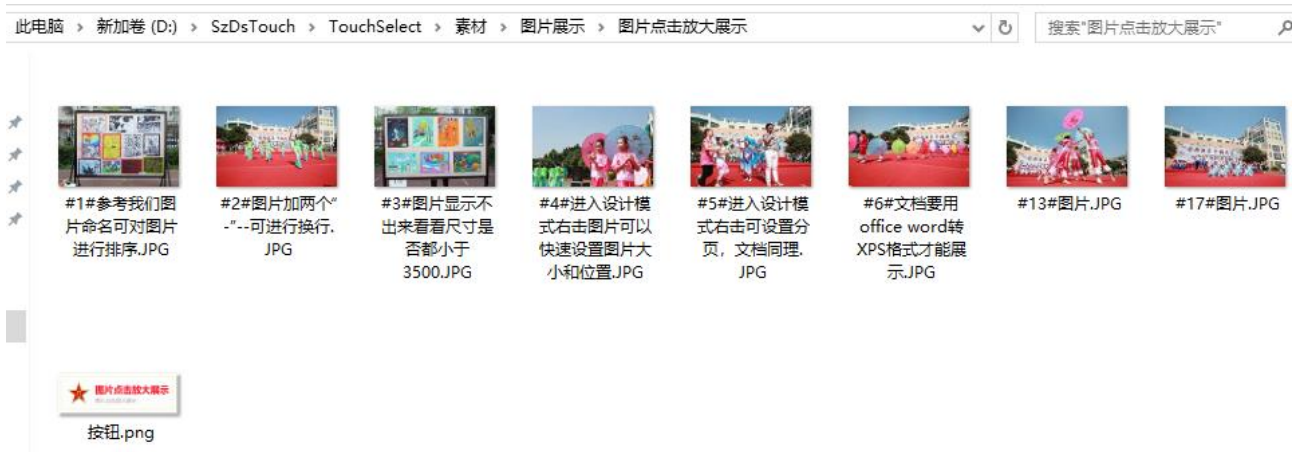 此电脑 > 新加卷 (D:) > SzDsTouch > TouchSelect > 素材 > 图片展示 > 图片点击放大展示
搜索"图片点击放大展示"
#1#参考我们图
片命名可对图片
进行排序.JPG
#2#图片加两个"
-"--可进行换行.
JPG
#3#图片显示不
出来看看尺寸是
否都小于
3500.JPG
#4#进入设计模
式右击图片可以
快速设置图片大
小和位置.JPG
#5#进入设计模
式右击可设置分
页，文档同理.
JPG
#6#文档要用
office word转
XPS格式才能展
示.JPG
#13#图片.JPG
#17#图片.JPG
图片点击放大展示
按钮.png